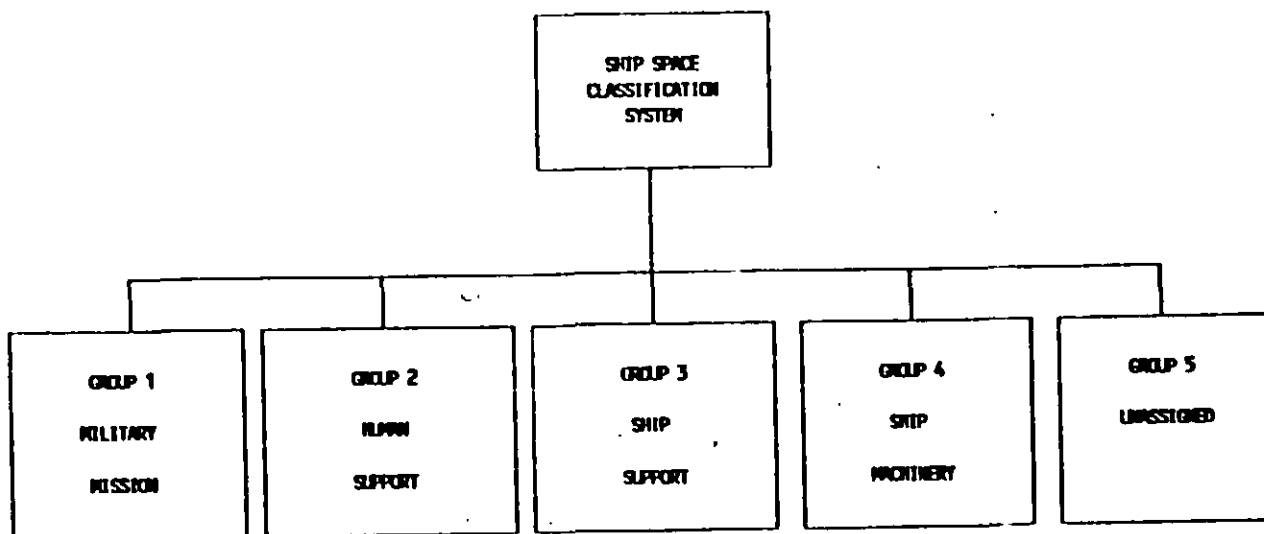 SHIP SPACE
CLASSIFICATION
SYSTEM
GROUP 1
MILITARY
MISSION
GROUP 2
HUMAN
SUPPORT
GROUP 3
SHIP
SUPPORT
GROUP 4
SHIP
MACHINERY
GROUP 5
UNASSIGNED